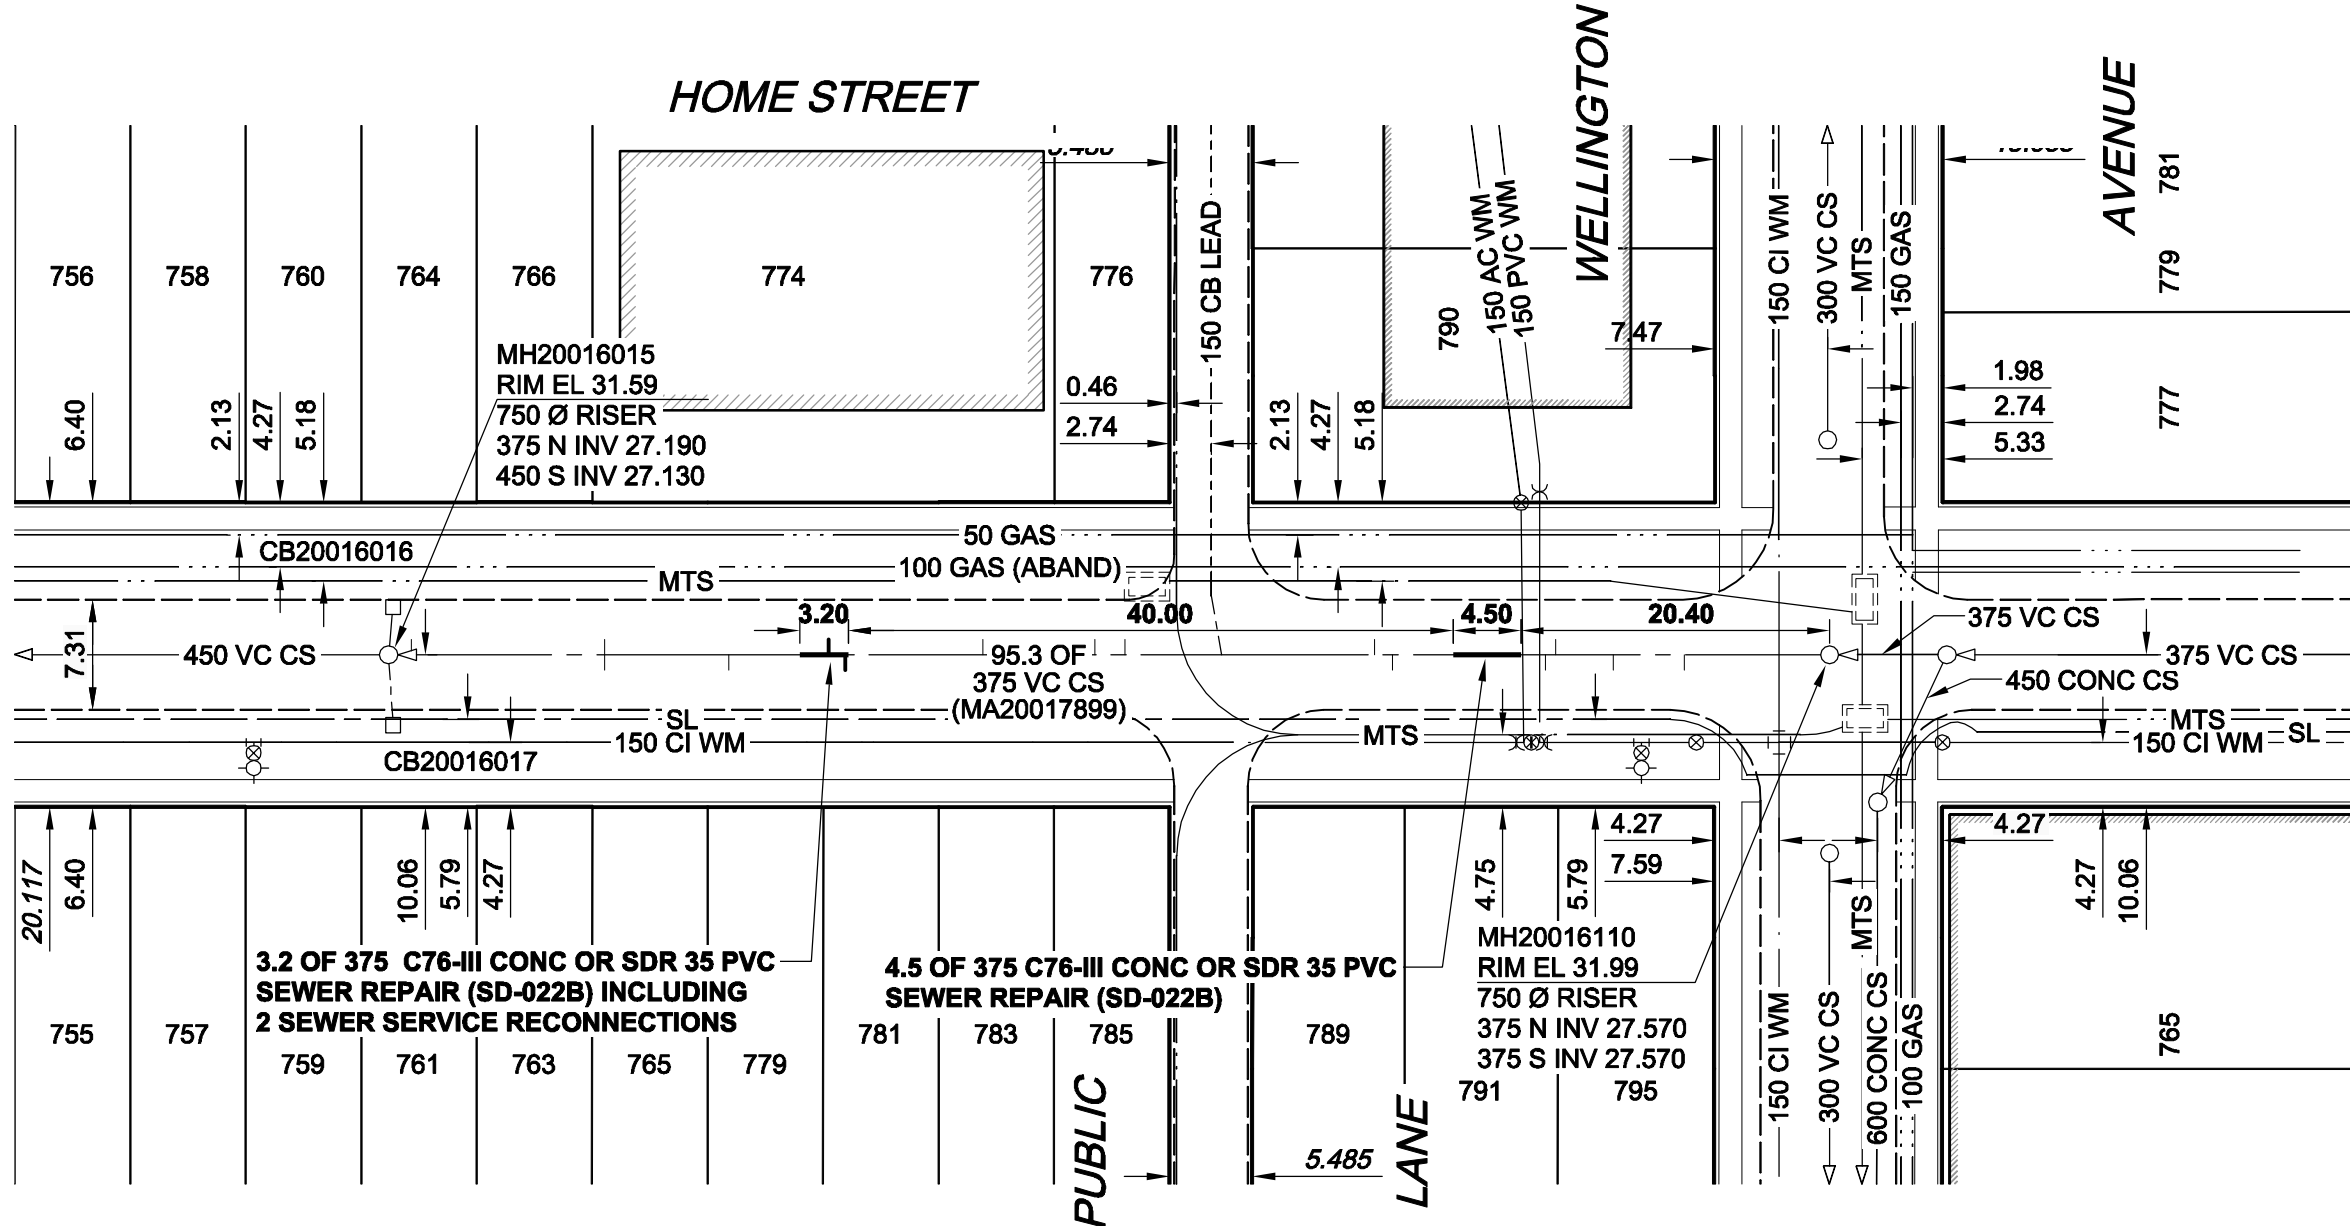 HOME STREET
WELLINGTON
AVENUE
781
779
777
756
758
760
764
766
774
776
150 CB LEAD
790
150 AC WM
150 PVC WM
150 CI WM
300 VC CS
MTS
150 GAS
7.47
MH20016015
RIM EL 31.59
750 Ø RISER
375 N INV 27.190
450 S INV 27.130
6.40
2.13
4.27
5.18
0.46
2.74
2.13
4.27
5.18
1.98
2.74
5.33
50 GAS
CB20016016
100 GAS (ABAND)
MTS
3.20
40.00
4.50
20.40
375 VC CS
7.31
450 VC CS
95.3 OF
375 VC CS
(MA20017899)
375 VC CS
450 CONC CS
SL
150 CI WM
MTS
MTS
150 CI WM
SL
CB20016017
20.117
6.40
10.06
5.79
4.27
4.75
5.79
4.27
7.59
4.27
4.27
10.06
3.2 OF 375 C76-III CONC OR SDR 35 PVC
SEWER REPAIR (SD-022B) INCLUDING
2 SEWER SERVICE RECONNECTIONS
4.5 OF 375 C76-III CONC OR SDR 35 PVC
SEWER REPAIR (SD-022B)
MH20016110
RIM EL 31.99
750 Ø RISER
375 N INV 27.570
375 S INV 27.570
755
757
759
761
763
765
779
781
783
785
789
791
795
765
150 CI WM
300 VC CS
MTS
600 CONC CS
100 GAS
PUBLIC
LANE
5.485